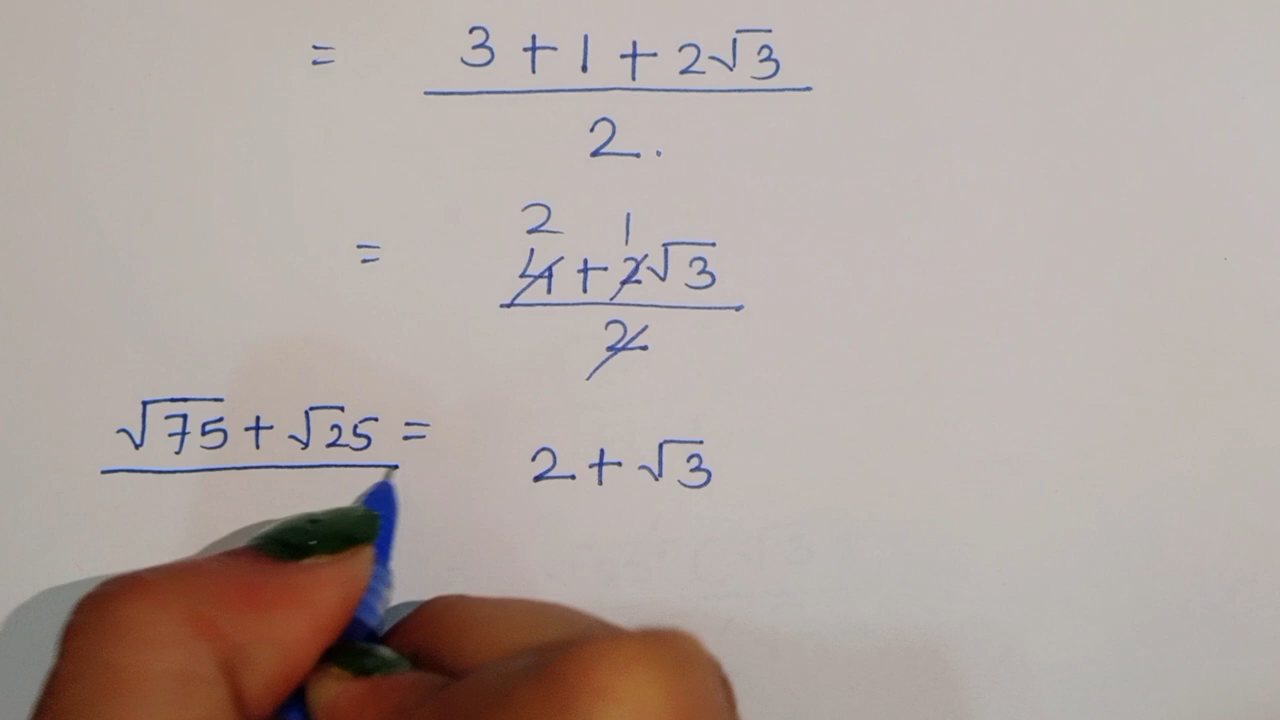 = 3 + 1 + 2√3
2.
2 1
= 4 + 2√3
2
√75 + √25 = 2 + √3